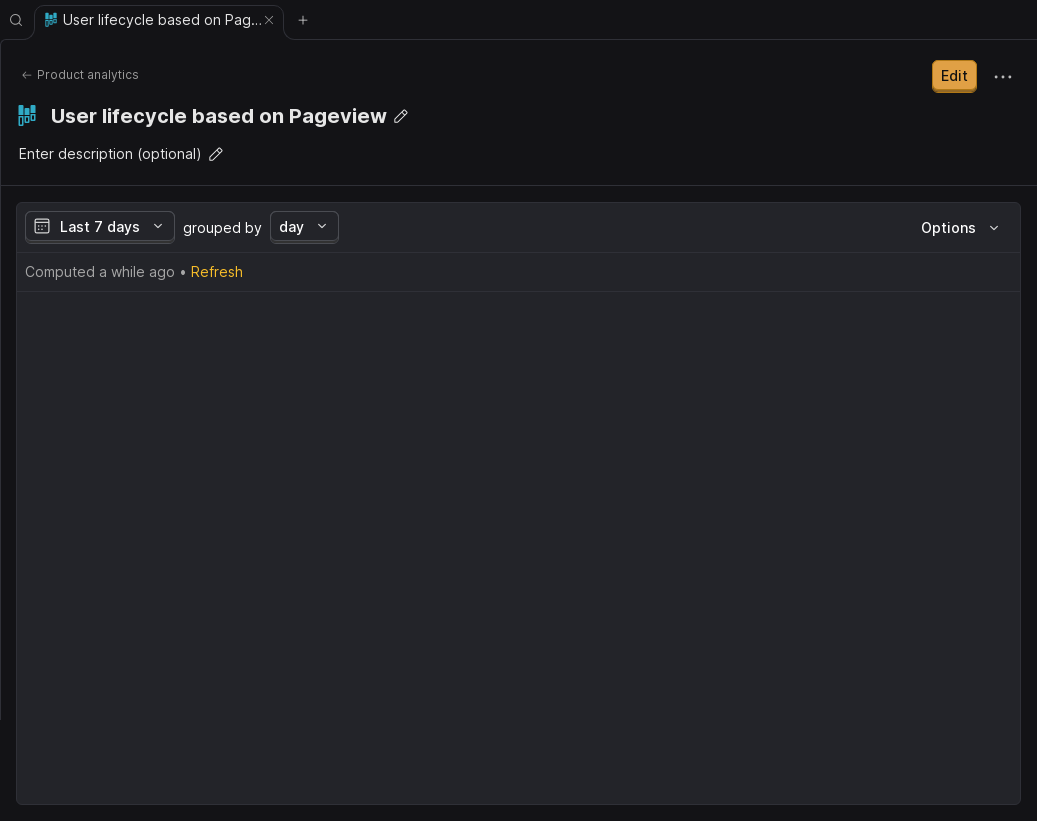 User lifecycle based on Pag...
Product analytics
Edit
User lifecycle based on Pageview
Enter description (optional)
Last 7 days grouped by day Options
Computed a while ago • Refresh